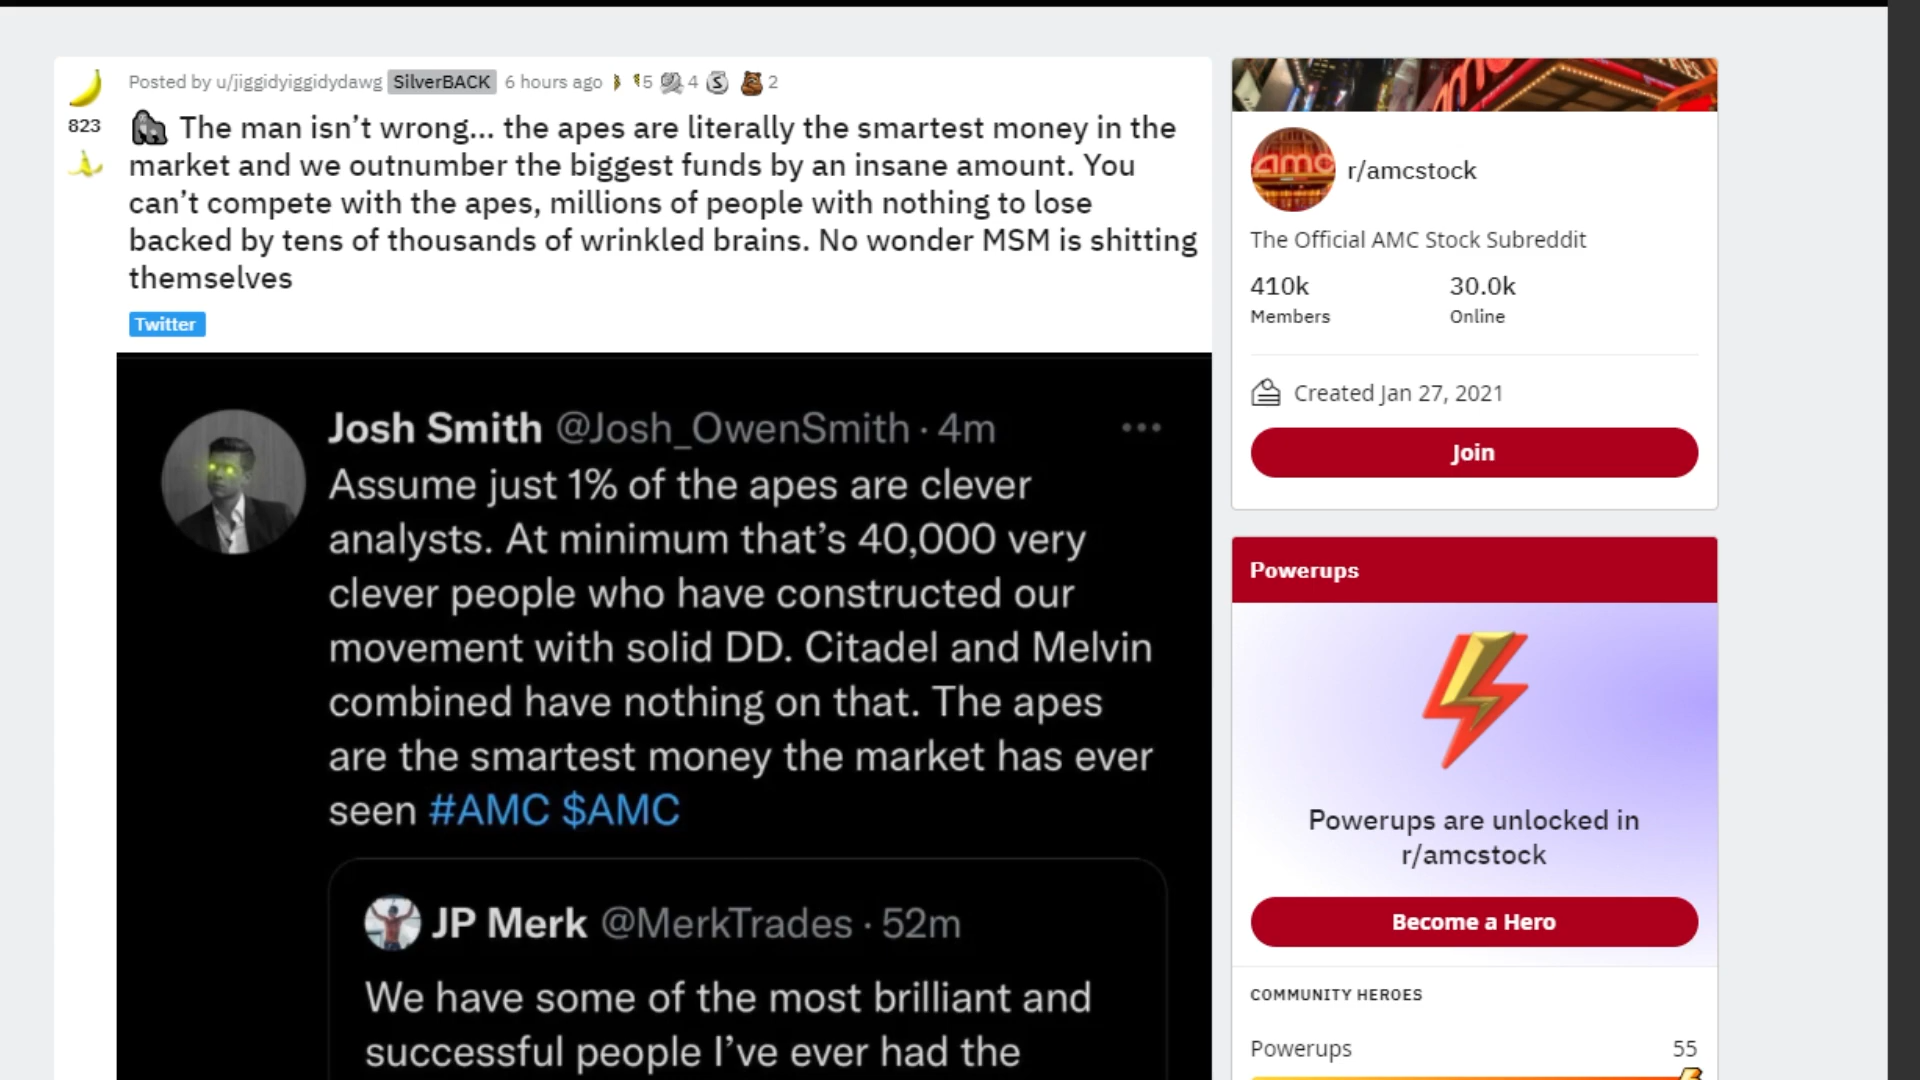 Posted by u/jiggidyiggidydawg SilverBACK 6 hours ago 5 4 S 2
823
The man isn’t wrong... the apes are literally the smartest money in the
market and we outnumber the biggest funds by an insane amount. You
can’t compete with the apes, millions of people with nothing to lose
backed by tens of thousands of wrinkled brains. No wonder MSM is shitting
themselves
Twitter
Josh Smith @Josh_OwenSmith · 4m
Assume just 1% of the apes are clever
analysts. At minimum that’s 40,000 very
clever people who have constructed our
movement with solid DD. Citadel and Melvin
combined have nothing on that. The apes
are the smartest money the market has ever
seen #AMC $AMC
JP Merk @MerkTrades · 52m
We have some of the most brilliant and
successful people I’ve ever had the
amc
r/amcstock
The Official AMC Stock Subreddit
410k 30.0k
Members Online
Created Jan 27, 2021
Join
Powerups
Powerups are unlocked in
r/amcstock
Become a Hero
COMMUNITY HEROES
Powerups 55